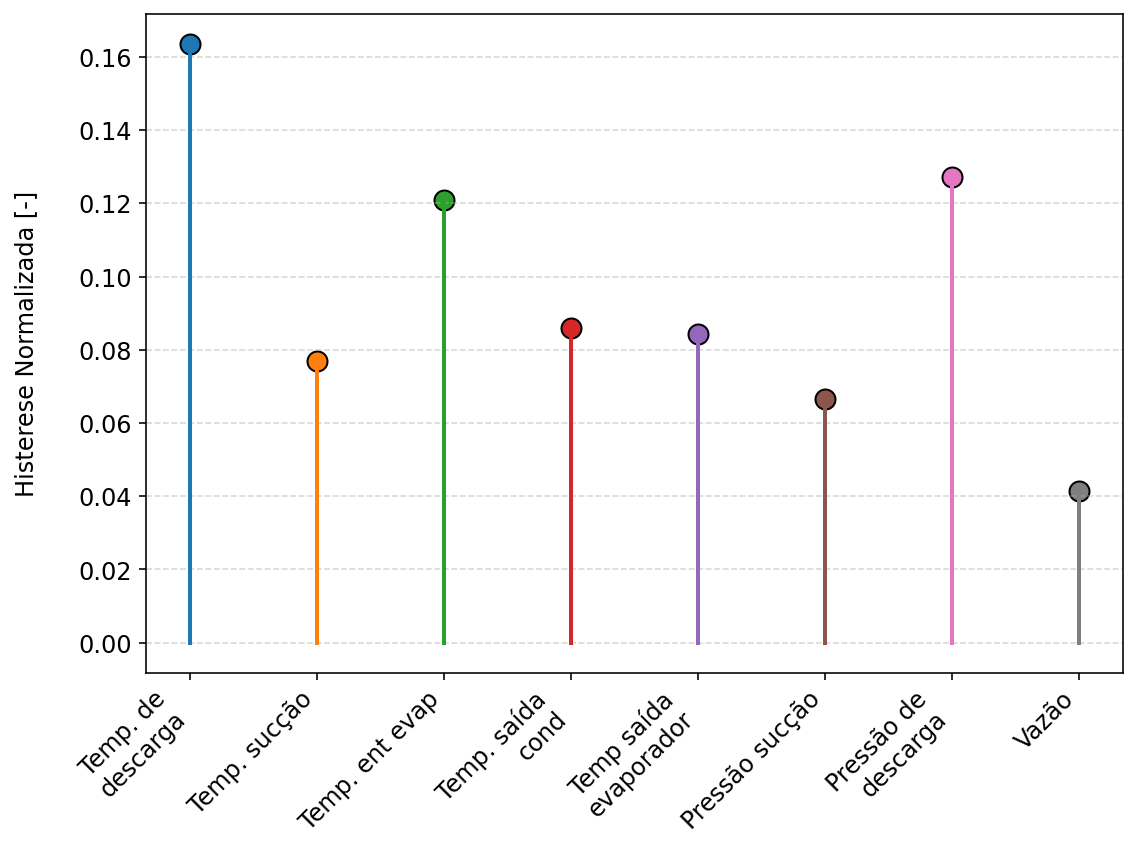 Histerese Normalizada [-]
0.16
0.14
0.12
0.10
0.08
0.06
0.04
0.02
0.00
Temp. de
descarga
Temp. sucção
Temp. ent evap
Temp. saída
cond
Temp saída
evaporador
Pressão sucção
Pressão de
descarga
Vazão